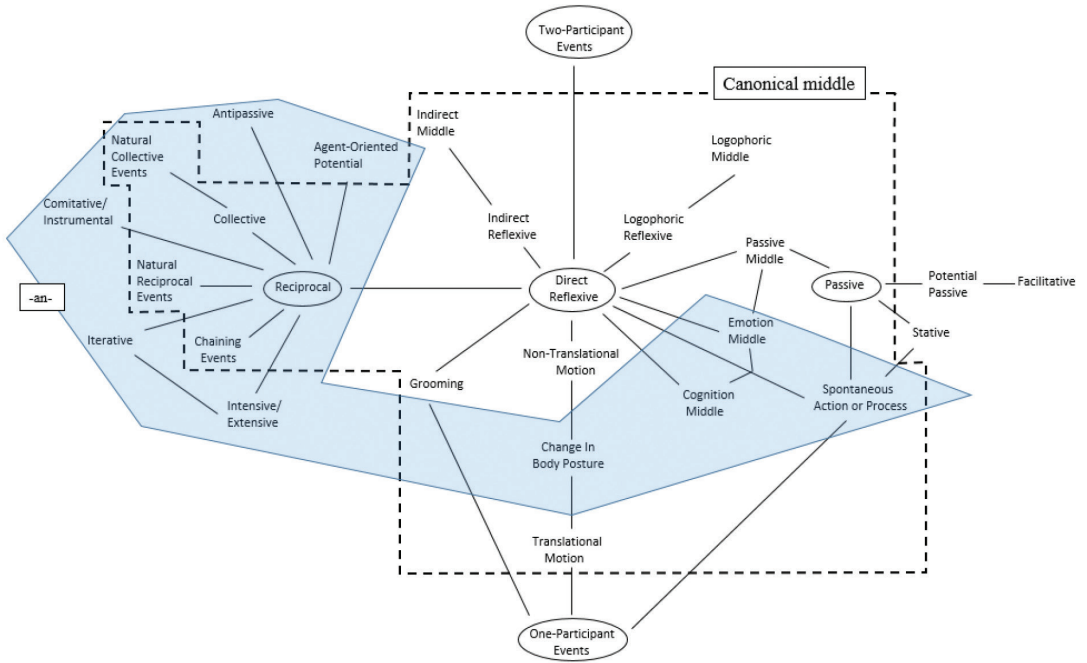 Two-Participant
Events
Canonical middle
Antipassive
Indirect
Middle
Natural
Collective
Events
Agent-Oriented
Potential
Logophoric
Middle
Comitative/
Instrumental
Collective
Indirect
Reflexive
Logophoric
Reflexive
Passive
Middle
Natural
Reciprocal
Events
Reciprocal
Direct
Reflexive
Passive
Potential
Passive
Facilitative
-an-
Iterative
Chaining
Events
Non-Translational
Motion
Emotion
Middle
Stative
Grooming
Cognition
Middle
Spontaneous
Action or Process
Intensive/
Extensive
Change In
Body Posture
Translational
Motion
One-Participant
Events